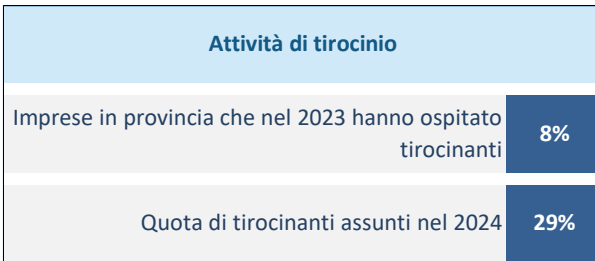 Attività di tirocinio
Imprese in provincia che nel 2023 hanno ospitato
tirocinanti
8%
Quota di tirocinanti assunti nel 2024
29%